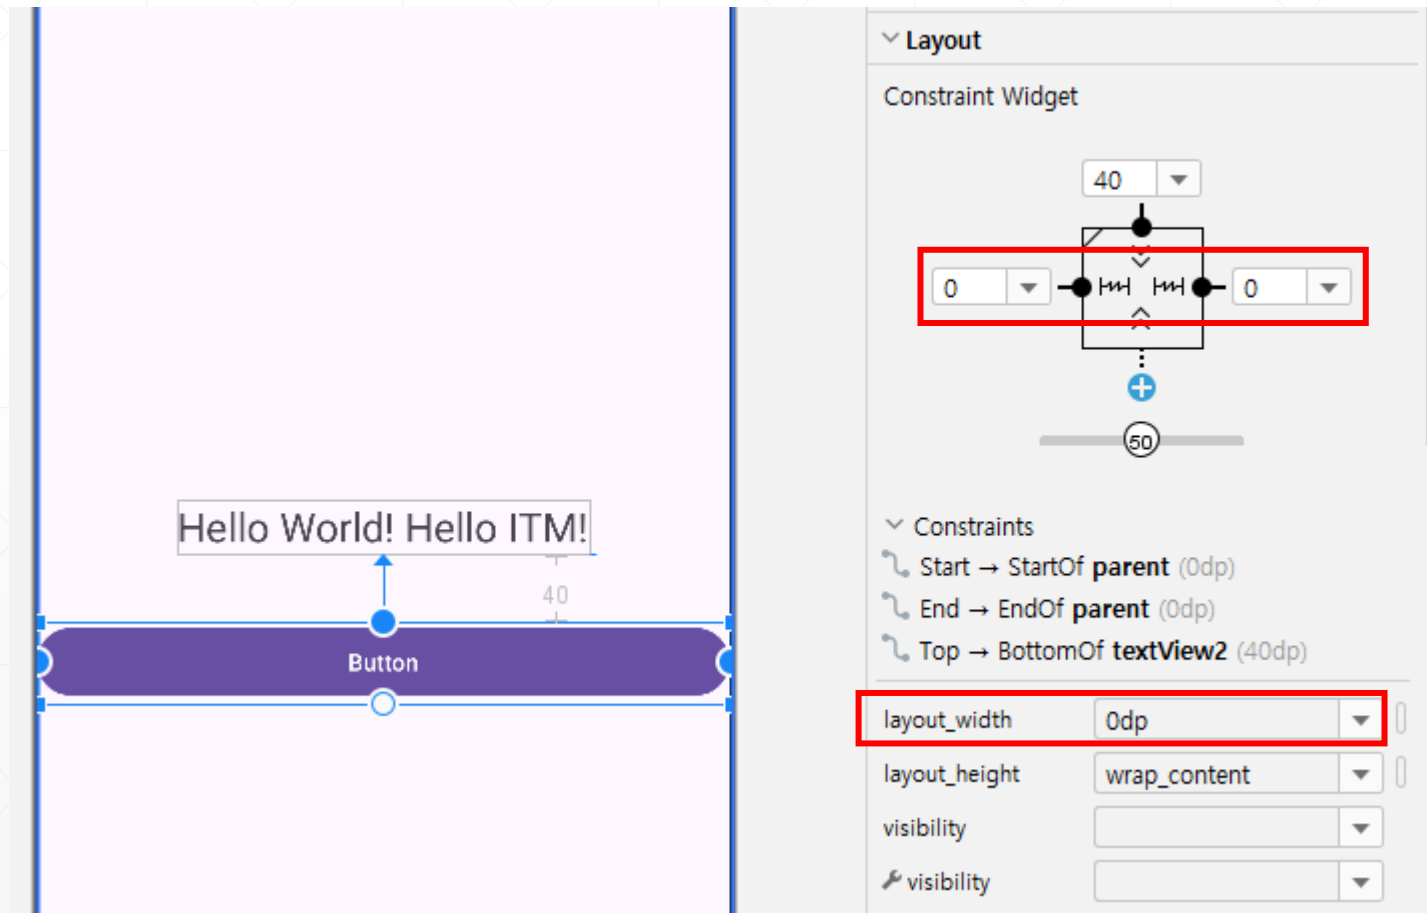 Hello World! Hello ITM!
40
Button
Layout
Constraint Widget
40
0
0
50
Constraints
Start → StartOf parent (0dp)
End → EndOf parent (0dp)
Top → BottomOf textView2 (40dp)
layout_width 0dp
layout_height wrap_content
visibility
visibility